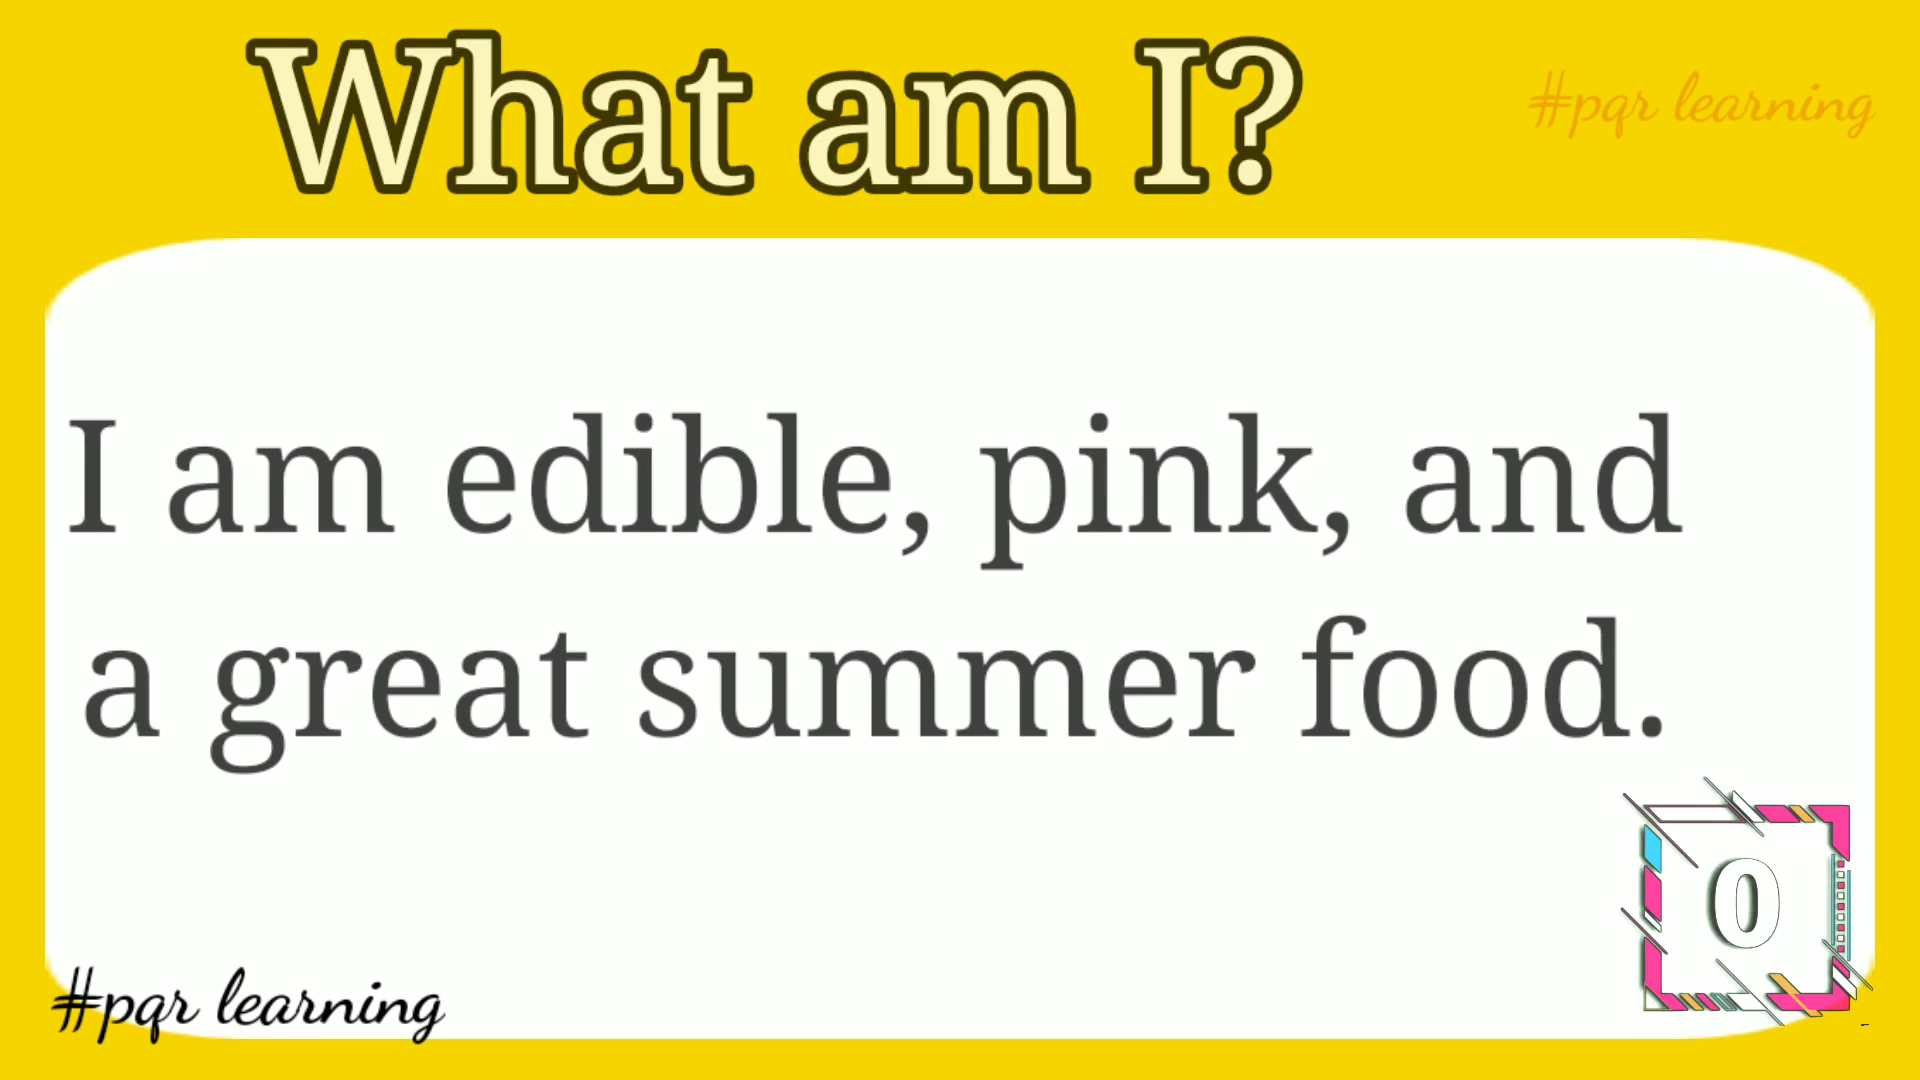 What am I?
#pqr learning
I am edible, pink, and
a great summer food.
0
#pqr learning